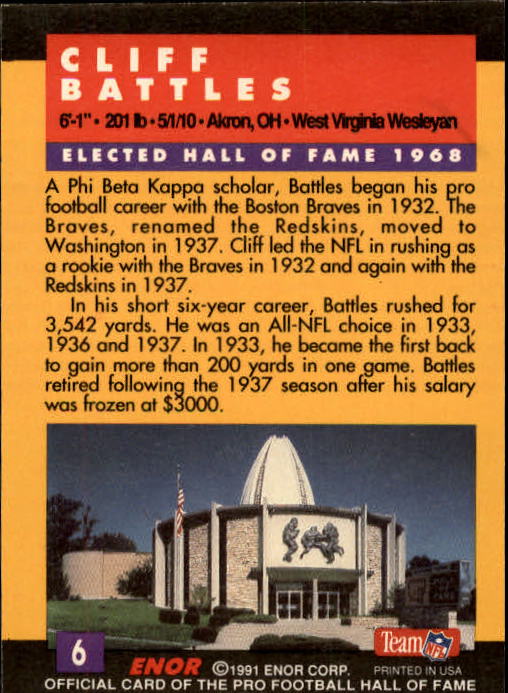 CLIFF
BATTLES
6'-1" • 201 lb • 5/1/10 • Akron, OH • West Virginia Wesleyan
ELECTED HALL OF FAME 1968
A Phi Beta Kappa scholar, Battles began his pro
football career with the Boston Braves in 1932. The
Braves, renamed the Redskins, moved to
Washington in 1937. Cliff led the NFL in rushing as
a rookie with the Braves in 1932 and again with the
Redskins in 1937.
In his short six-year career, Battles rushed for
3,542 yards. He was an All-NFL choice in 1933,
1936 and 1937. In 1933, he became the first back
to gain more than 200 yards in one game. Battles
retired following the 1937 season after his salary
was frozen at $3000.
6
Team NFL
ENOR ©1991 ENOR CORP. PRINTED IN USA
OFFICIAL CARD OF THE PRO FOOTBALL HALL OF FAME